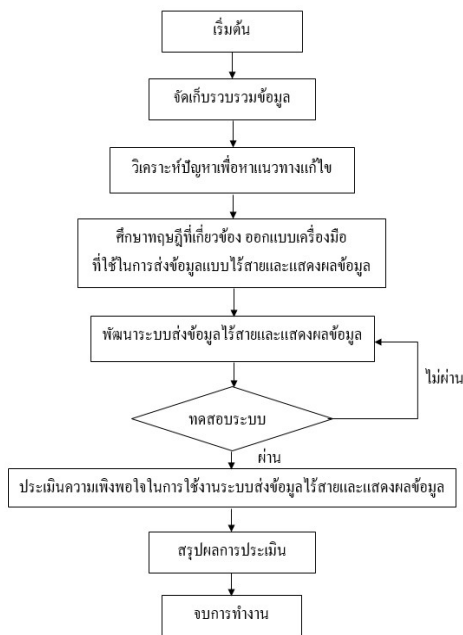 เริ่มต้น
จัดเก็บรวบรวมข้อมูล
วิเคราะห์ปัญหาเพื่อหาแนวทางแก้ไข
ศึกษาทฤษฎีที่เกี่ยวข้อง ออกแบบเครื่องมือ
ที่ใช้ในการส่งข้อมูลแบบไร้สายและแสดงผลข้อมูล
พัฒนาระบบส่งข้อมูลไร้สายและแสดงผลข้อมูล
ไม่ผ่าน
ทดสอบระบบ
ผ่าน
ประเมินความเพิงพอใจในการใช้งานระบบส่งข้อมูลไร้สายและแสดงผลข้อมูล
สรุปผลการประเมิน
จบการทำงาน